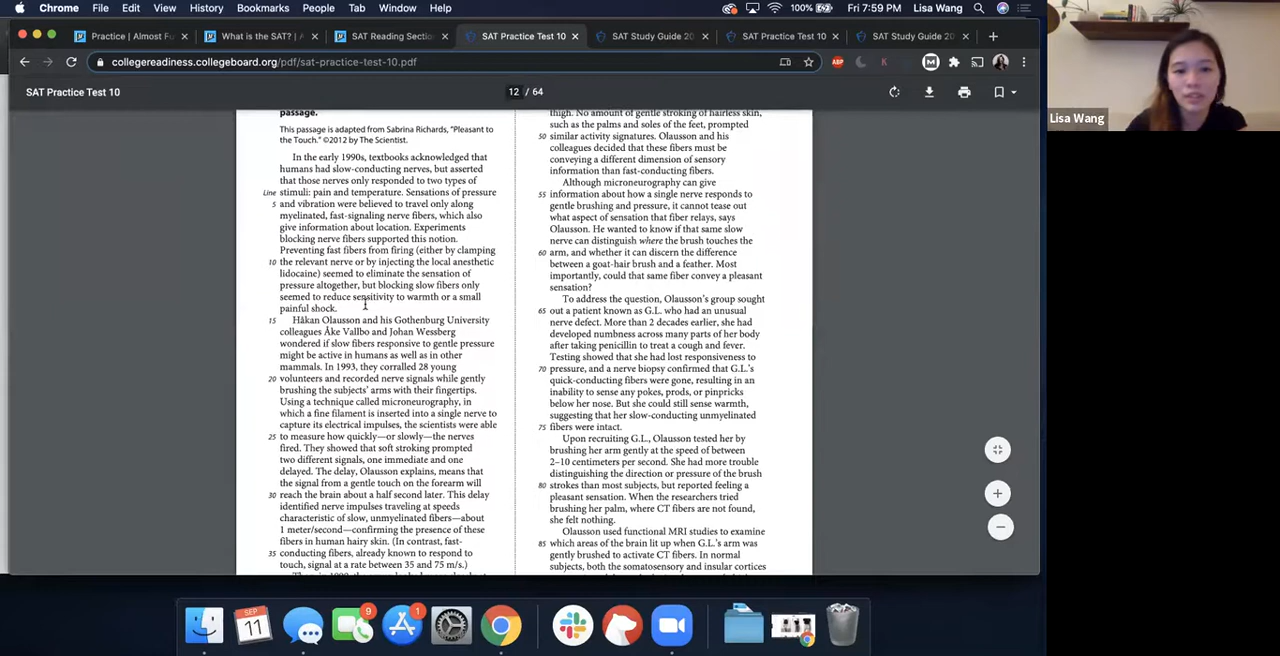 Chrome File Edit View History Bookmarks People Tab Window Help
100% Fri 7:59 PM Lisa Wang
Practice | Almost F
What is the SAT? | A
SAT Reading Sectio
SAT Practice Test 10
SAT Study Guide 20
SAT Practice Test 10
SAT Study Guide 20
collegereadiness.collegeboard.org/pdf/sat-practice-test-10.pdf
ABP
K
M
SAT Practice Test 10
12 / 64
passage.
This passage is adapted from Sabrina Richards, "Pleasant to
the Touch." ©2012 by The Scientist.
In the early 1990s, textbooks acknowledged that
humans had slow-conducting nerves, but asserted
that those nerves only responded to two types of
Line stimuli: pain and temperature. Sensations of pressure
5 and vibration were believed to travel only along
myelinated, fast-signaling nerve fibers, which also
give information about location. Experiments
blocking nerve fibers supported this notion.
Preventing fast fibers from firing (either by clamping
10 the relevant nerve or by injecting the local anesthetic
lidocaine) seemed to eliminate the sensation of
pressure altogether, but blocking slow fibers only
seemed to reduce sensitivity to warmth or a small
painful shock.
15 Håkan Olausson and his Gothenburg University
colleagues Åke Vallbo and Johan Wessberg
wondered if slow fibers responsive to gentle pressure
might be active in humans as well as in other
mammals. In 1993, they corralled 28 young
20 volunteers and recorded nerve signals while gently
brushing the subjects' arms with their fingertips.
Using a technique called microneurography, in
which a fine filament is inserted into a single nerve to
capture its electrical impulses, the scientists were able
25 to measure how quickly—or slowly—the nerves
fired. They showed that soft stroking prompted
two different signals, one immediate and one
delayed. The delay, Olausson explains, means that
the signal from a gentle touch on the forearm will
30 reach the brain about a half second later. This delay
identified nerve impulses traveling at speeds
characteristic of slow, unmyelinated fibers—about
1 meter/second—confirming the presence of these
fibers in human hairy skin. (In contrast, fast-
35 conducting fibers, already known to respond to
touch, signal at a rate between 35 and 75 m/s.)
thigh. No amount of gentle stroking of hairless skin,
such as the palms and soles of the feet, prompted
50 similar activity signatures. Olausson and his
colleagues decided that these fibers must be
conveying a different dimension of sensory
information than fast-conducting fibers.
Although microneurography can give
55 information about how a single nerve responds to
gentle brushing and pressure, it cannot tease out
what aspect of sensation that fiber relays, says
Olausson. He wanted to know if that same slow
nerve can distinguish where the brush touches the
60 arm, and whether it can discern the difference
between a goat-hair brush and a feather. Most
importantly, could that same fiber convey a pleasant
sensation?
To address the question, Olausson's group sought
65 out a patient known as G.L. who had an unusual
nerve defect. More than 2 decades earlier, she had
developed numbness across many parts of her body
after taking penicillin to treat a cough and fever.
Testing showed that she had lost responsiveness to
70 pressure, and a nerve biopsy confirmed that G.L.'s
quick-conducting fibers were gone, resulting in an
inability to sense any pokes, prods, or pinpricks
below her nose. But she could still sense warmth,
suggesting that her slow-conducting unmyelinated
75 fibers were intact.
Upon recruiting G.L., Olausson tested her by
brushing her arm gently at the speed of between
2–10 centimeters per second. She had more trouble
distinguishing the direction or pressure of the brush
80 strokes than most subjects, but reported feeling a
pleasant sensation. When the researchers tried
brushing her palm, where CT fibers are not found,
she felt nothing.
Olausson used functional MRI studies to examine
85 which areas of the brain lit up when G.L.'s arm was
gently brushed to activate CT fibers. In normal
subjects, both the somatosensory and insular cortices
Lisa Wang
SEP
11
9
1